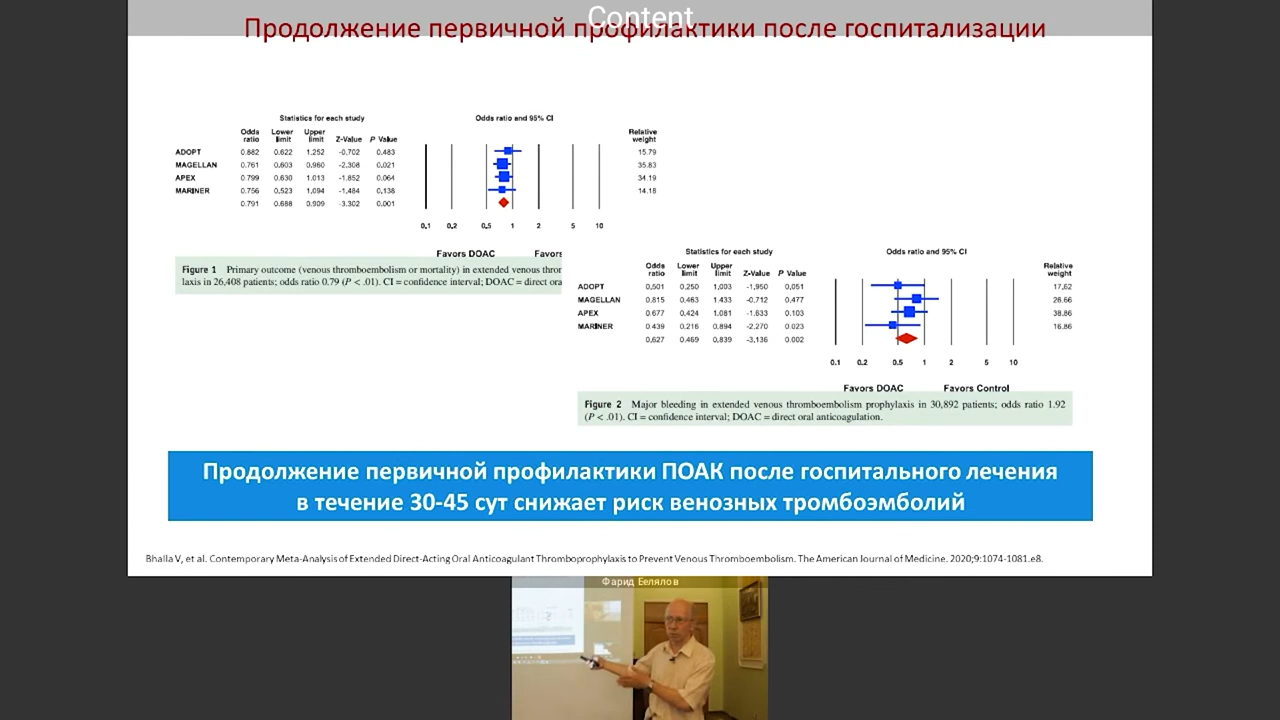 Content
Продолжение первичной профилактики после госпитализации
Statistics for each study
Odds ratio and 95% CI
Odds ratio Lower limit Upper limit Z-Value P Value Relative weight
ADOPT 0.882 0.622 1.252 -0.702 0.483 15.79
MAGELLAN 0.761 0.603 0.960 -2.308 0.021 35.83
APEX 0.799 0.630 1.013 -1.852 0.064 34.19
MARINER 0.756 0.523 1.094 -1.484 0.138 14.18
0.791 0.688 0.909 -3.302 0.001
0.1 0.2 0.5 1 2 5 10
Favors DOAC Favors
Figure 1 Primary outcome (venous thromboembolism or mortality) in extended venous throm
laxis in 26,408 patients; odds ratio 0.79 (P < .01). CI = confidence interval; DOAC = direct ora
Statistics for each study
Odds ratio and 95% CI
Odds ratio Lower limit Upper limit Z-Value P Value Relative weight
ADOPT 0.501 0.250 1.003 -1.950 0.051 17.62
MAGELLAN 0.815 0.463 1.433 -0.712 0.477 26.66
APEX 0.677 0.424 1.081 -1.633 0.103 38.86
MARINER 0.439 0.216 0.894 -2.270 0.023 16.86
0.627 0.469 0.839 -3.136 0.002
0.1 0.2 0.5 1 2 5 10
Favors DOAC Favors Control
Figure 2 Major bleeding in extended venous thromboembolism prophylaxis in 30,892 patients; odds ratio 1.92
(P < .01). CI = confidence interval; DOAC = direct oral anticoagulation.
Продолжение первичной профилактики ПОАК после госпитального лечения
в течение 30-45 сут снижает риск венозных тромбоэмболий
Bhalla V, et al. Contemporary Meta-Analysis of Extended Direct-Acting Oral Anticoagulant Thromboprophylaxis to Prevent Venous Thromboembolism. The American Journal of Medicine. 2020;9:1074-1081.e8.
Фарид Белялов